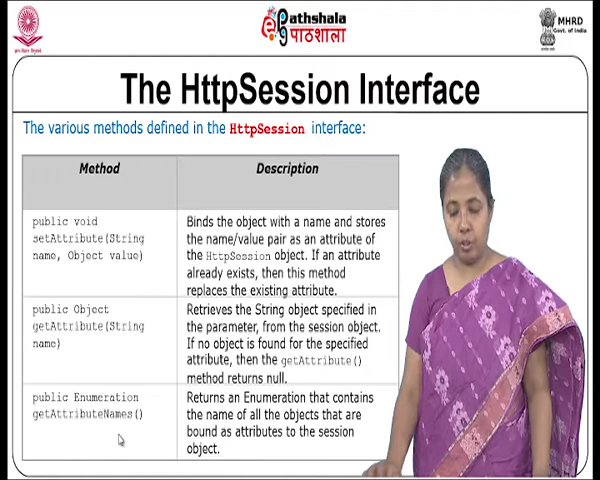 Pathshala
पाठशाला
MHRD
Govt. of India
The HttpSession Interface
The various methods defined in the HttpSession interface:
Method
Description
public void
setAttribute(String
name, Object value)
Binds the object with a name and stores
the name/value pair as an attribute of
the HttpSession object. If an attribute
already exists, then this method
replaces the existing attribute.
public Object
getAttribute(String
name)
Retrieves the String object specified in
the parameter, from the session object.
If no object is found for the specified
attribute, then the getAttribute()
method returns null.
public Enumeration
getAttributeNames()
Returns an Enumeration that contains
the name of all the objects that are
bound as attributes to the session
object.